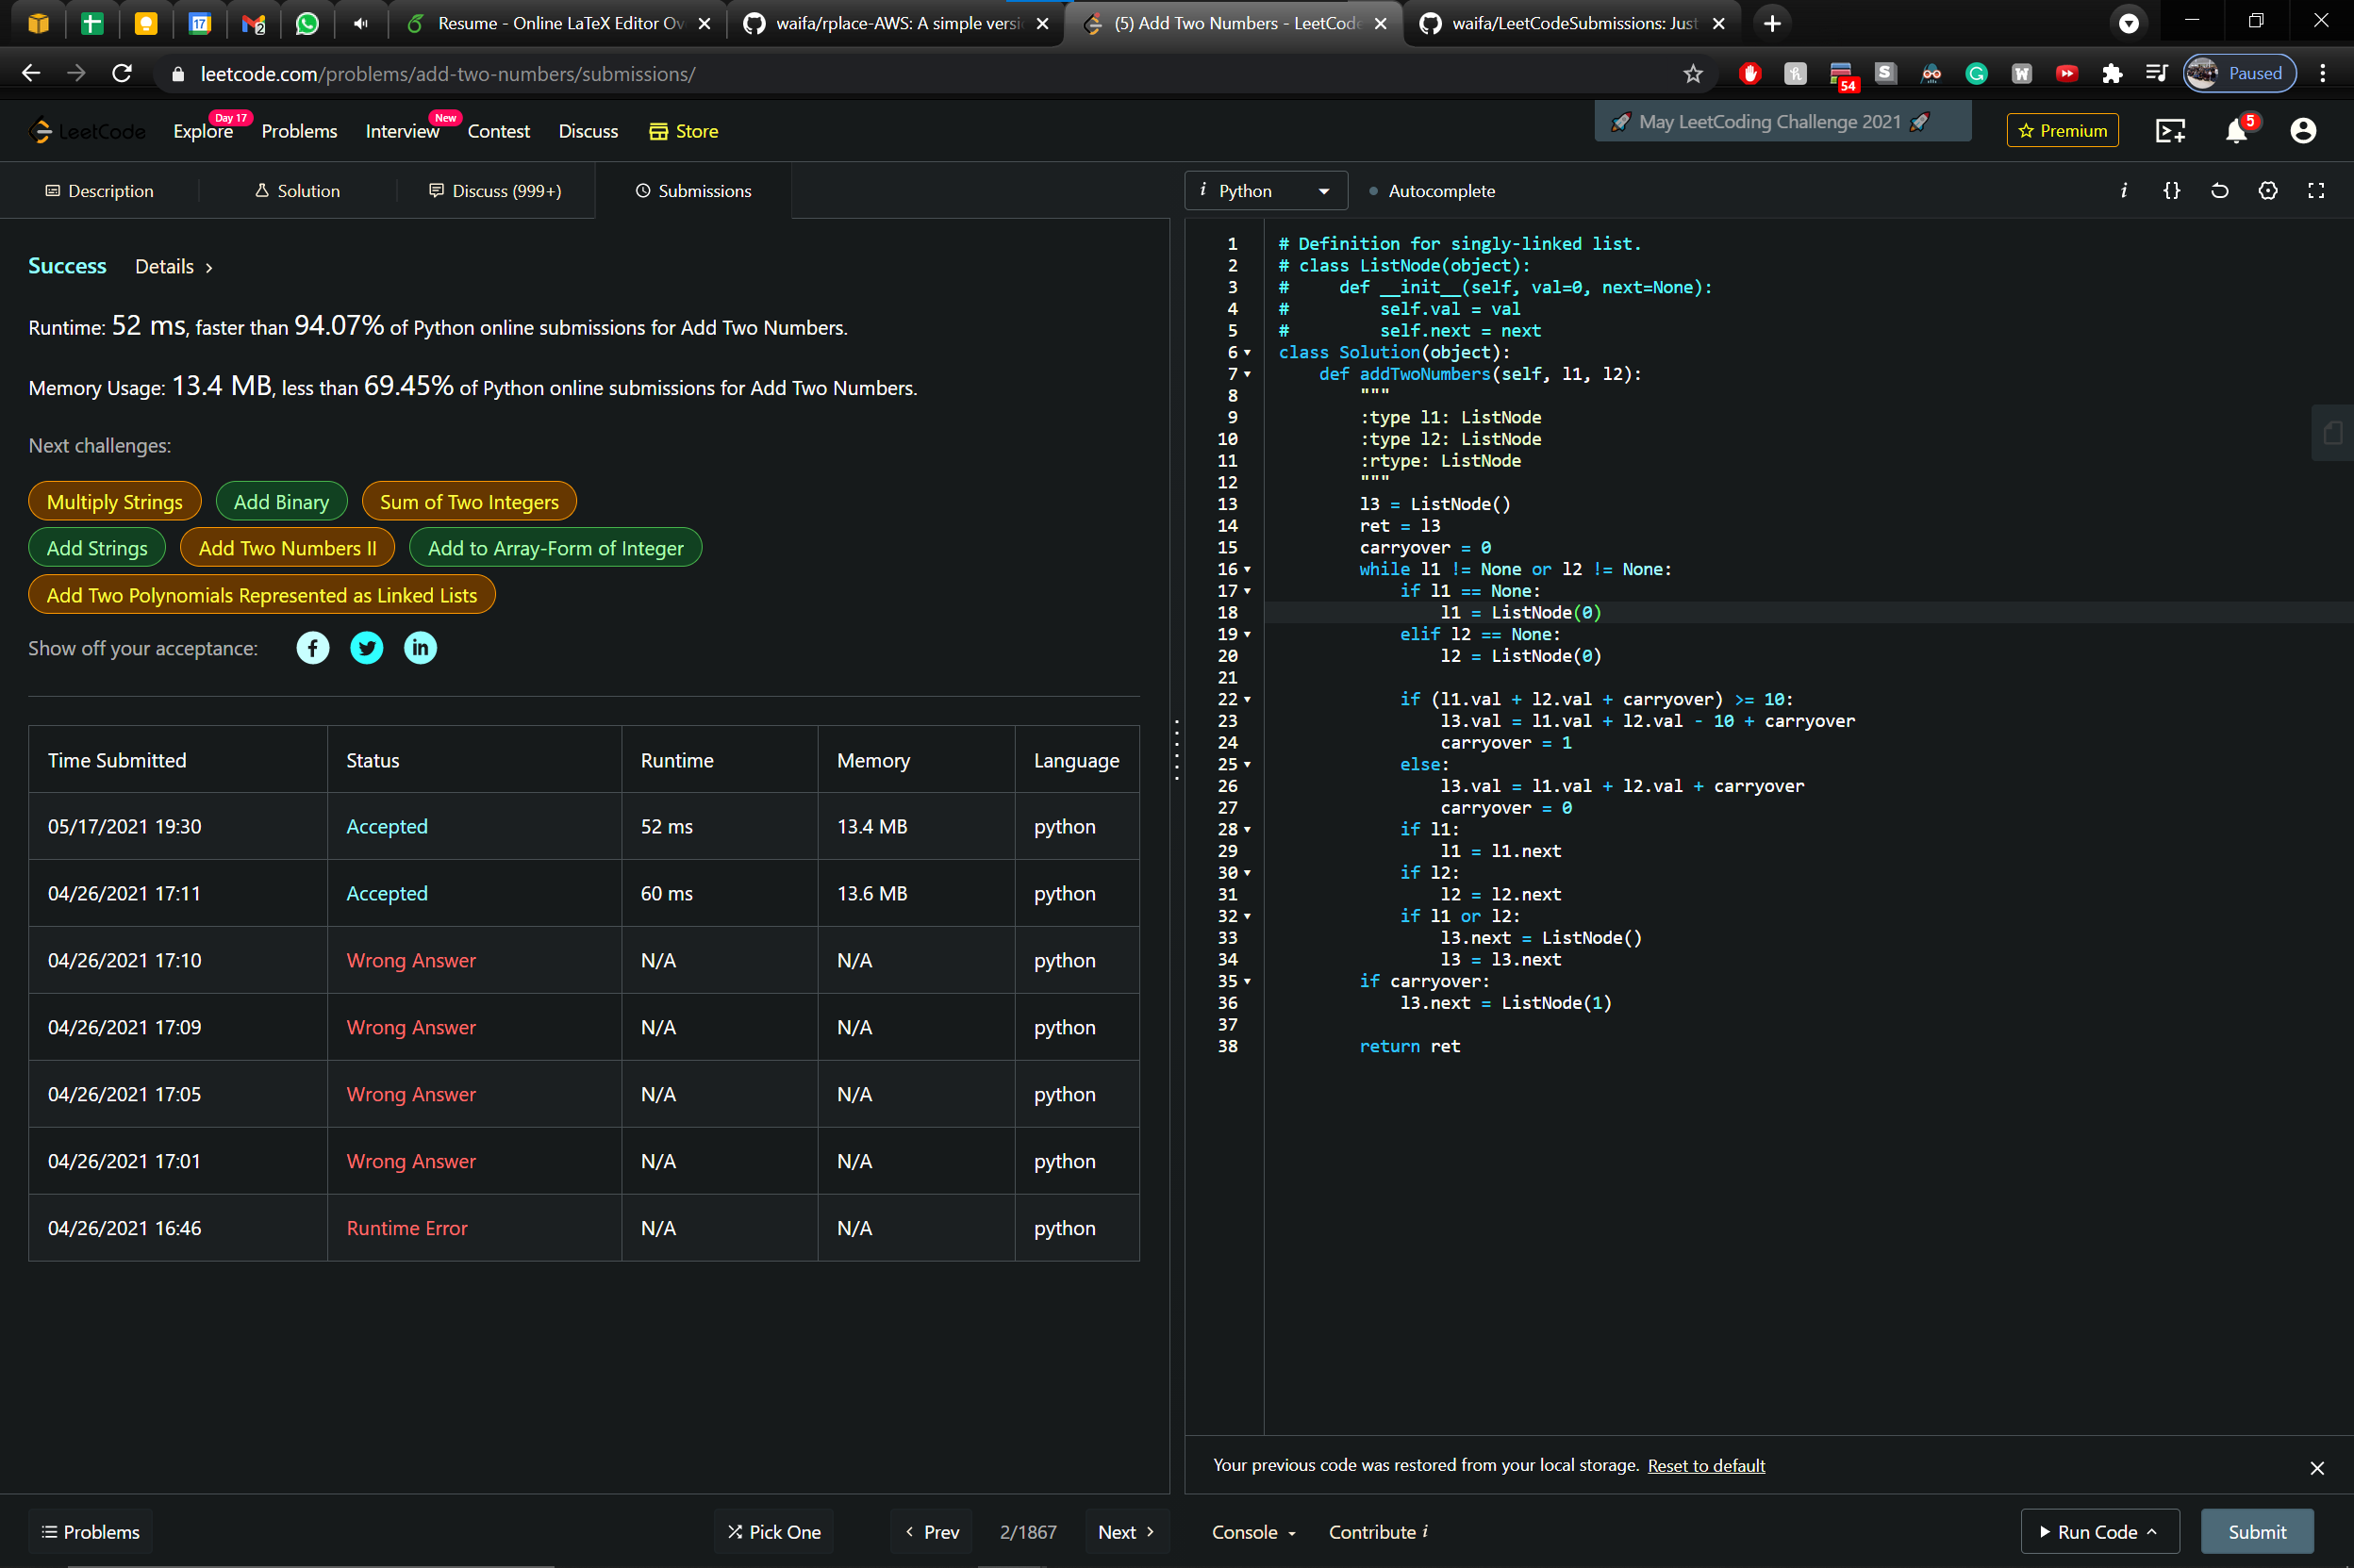 Resume - Online LaTeX Editor Ov
waifa/rplace-AWS: A simple versi
(5) Add Two Numbers - LeetCode
waifa/LeetCodeSubmissions: Just
leetcode.com/problems/add-two-numbers/submissions/
54
Paused
LeetCode
Explore
Day 17
Problems
Interview
New
Contest
Discuss
Store
🚀 May LeetCoding Challenge 2021 🚀
Premium
5
Description
Solution
Discuss (999+)
Submissions
i Python
Autocomplete
i
{}
Success
Details >
Runtime: 52 ms, faster than 94.07% of Python online submissions for Add Two Numbers.
Memory Usage: 13.4 MB, less than 69.45% of Python online submissions for Add Two Numbers.
Next challenges:
Multiply Strings
Add Binary
Sum of Two Integers
Add Strings
Add Two Numbers II
Add to Array-Form of Integer
Add Two Polynomials Represented as Linked Lists
Show off your acceptance:
Time Submitted Status Runtime Memory Language
05/17/2021 19:30 Accepted 52 ms 13.4 MB python
04/26/2021 17:11 Accepted 60 ms 13.6 MB python
04/26/2021 17:10 Wrong Answer N/A N/A python
04/26/2021 17:09 Wrong Answer N/A N/A python
04/26/2021 17:05 Wrong Answer N/A N/A python
04/26/2021 17:01 Wrong Answer N/A N/A python
04/26/2021 16:46 Runtime Error N/A N/A python
1 # Definition for singly-linked list.
2 # class ListNode(object):
3 #     def __init__(self, val=0, next=None):
4 #         self.val = val
5 #         self.next = next
6 class Solution(object):
7     def addTwoNumbers(self, l1, l2):
8         """
9         :type l1: ListNode
10         :type l2: ListNode
11         :rtype: ListNode
12         """
13         l3 = ListNode()
14         ret = l3
15         carryover = 0
16         while l1 != None or l2 != None:
17             if l1 == None:
18                 l1 = ListNode(0)
19             elif l2 == None:
20                 l2 = ListNode(0)
21
22             if (l1.val + l2.val + carryover) >= 10:
23                 l3.val = l1.val + l2.val - 10 + carryover
24                 carryover = 1
25             else:
26                 l3.val = l1.val + l2.val + carryover
27                 carryover = 0
28             if l1:
29                 l1 = l1.next
30             if l2:
31                 l2 = l2.next
32             if l1 or l2:
33                 l3.next = ListNode()
34                 l3 = l3.next
35         if carryover:
36             l3.next = ListNode(1)
37
38         return ret
Your previous code was restored from your local storage. Reset to default
Problems
Pick One
< Prev
2/1867
Next >
Console
Contribute i
Run Code
Submit